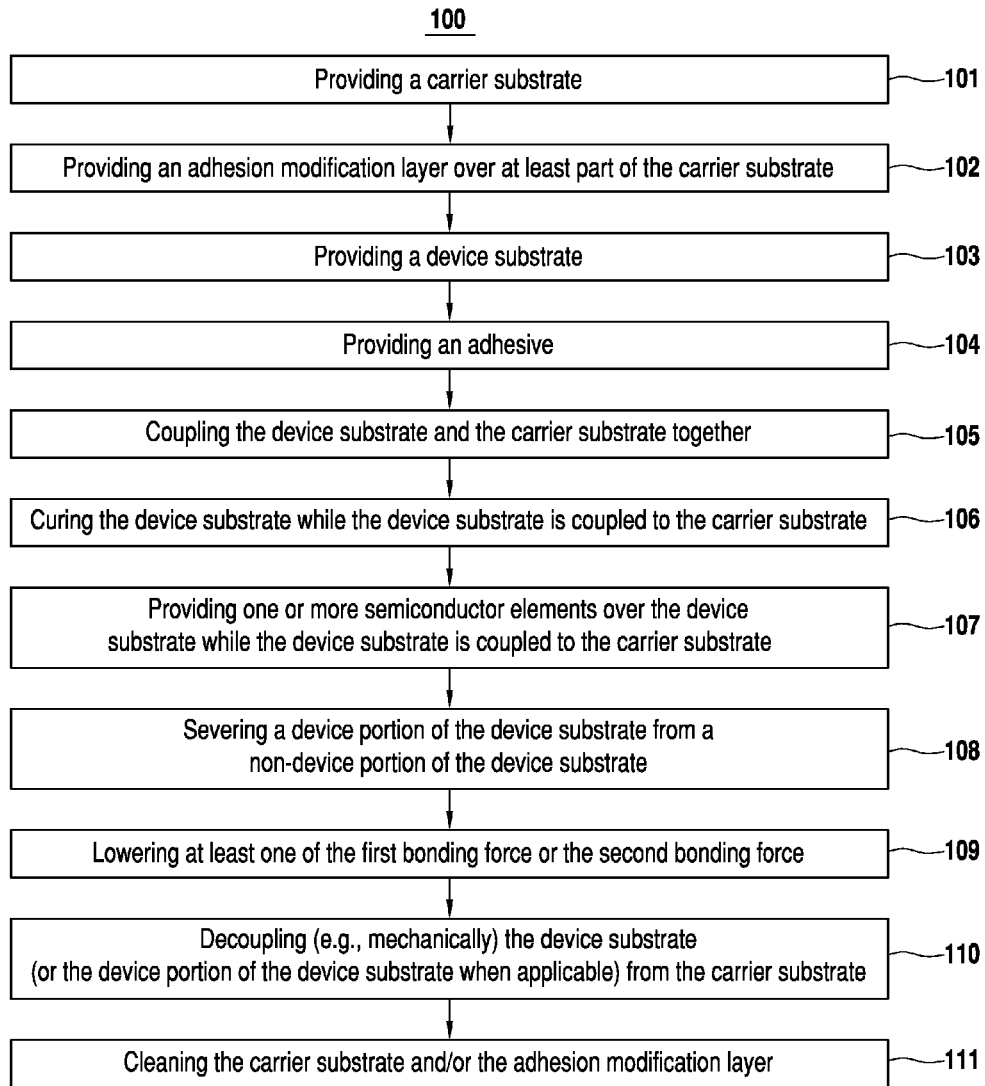 100
Providing a carrier substrate
101
Providing an adhesion modification layer over at least part of the carrier substrate
102
Providing a device substrate
103
Providing an adhesive
104
Coupling the device substrate and the carrier substrate together
105
Curing the device substrate while the device substrate is coupled to the carrier substrate
106
Providing one or more semiconductor elements over the device
substrate while the device substrate is coupled to the carrier substrate
107
Severing a device portion of the device substrate from a
non-device portion of the device substrate
108
Lowering at least one of the first bonding force or the second bonding force
109
Decoupling (e.g., mechanically) the device substrate
(or the device portion of the device substrate when applicable) from the carrier substrate
110
Cleaning the carrier substrate and/or the adhesion modification layer
111